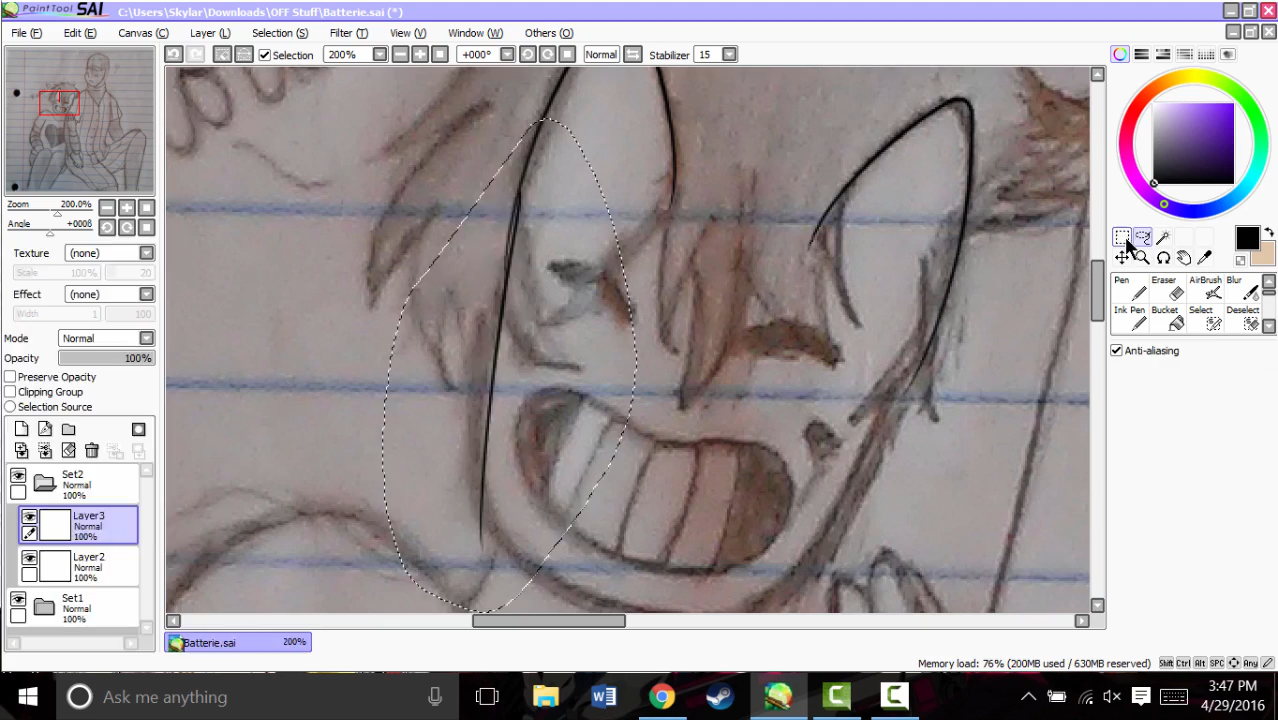 PaintTool SAI C:\Users\Skylar\Downloads\OFF Stuff\Batterie.sai (*)
File (F) Edit (E) Canvas (C) Layer (L) Selection (S) Filter (T) View (V) Window (W) Others (O)
Selection 200% +000° Normal Stabilizer 15
Zoom 200.0%
Angle +000ß
Texture (none)
Scale 100% 20
Effect (none)
Width 1 100
Mode Normal
Opacity 100%
Preserve Opacity
Clipping Group
Selection Source
Set2
Normal
100%
Layer3
Normal
100%
Layer2
Normal
100%
Set1
Normal
100%
Pen Eraser AirBrush Blur
Ink Pen Bucket Select Deselect
Anti-aliasing
Batterie.sai 200%
Memory load: 76% (200MB used / 630MB reserved) Shift Ctrl Alt SPC Any
Ask me anything
3:47 PM
4/29/2016